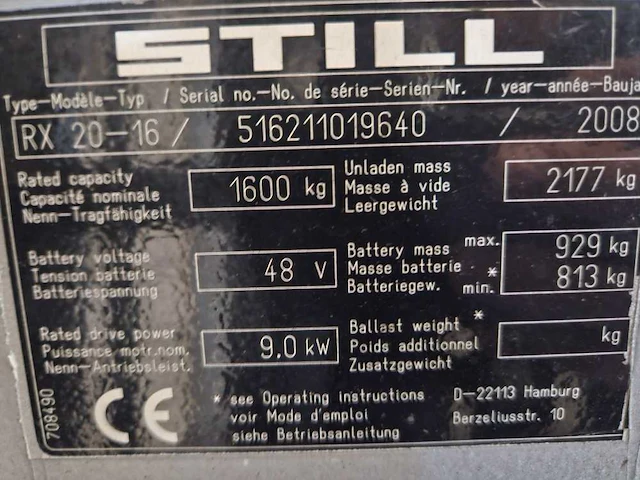 STILL
Type-Modèle-Typ / Serial no.-No. de série-Serien-Nr. / year-année-Bauja
RX 20-16 / 516211019640 / 2008
Rated capacity
Capacité nominale
Nenn-Tragfähigkeit
1600 kg
Unladen mass
Masse à vide
Leergewicht
2177 kg
Battery voltage
Tension batterie
Batteriespannung
48 V
Battery mass max. 929 kg
Masse batterie *
Batteriegew. min. 813 kg
Rated drive power
Puissance motr.nom.
Nenn-Antriebsleist.
9.0 kW
Ballast weight *
Poids additionnel
Zusatzgewicht
kg
708490
CE
* see Operating instructions
voir Mode d'emploi
siehe Betriebsanleitung
D-22113 Hamburg
Berzeliusstr. 10